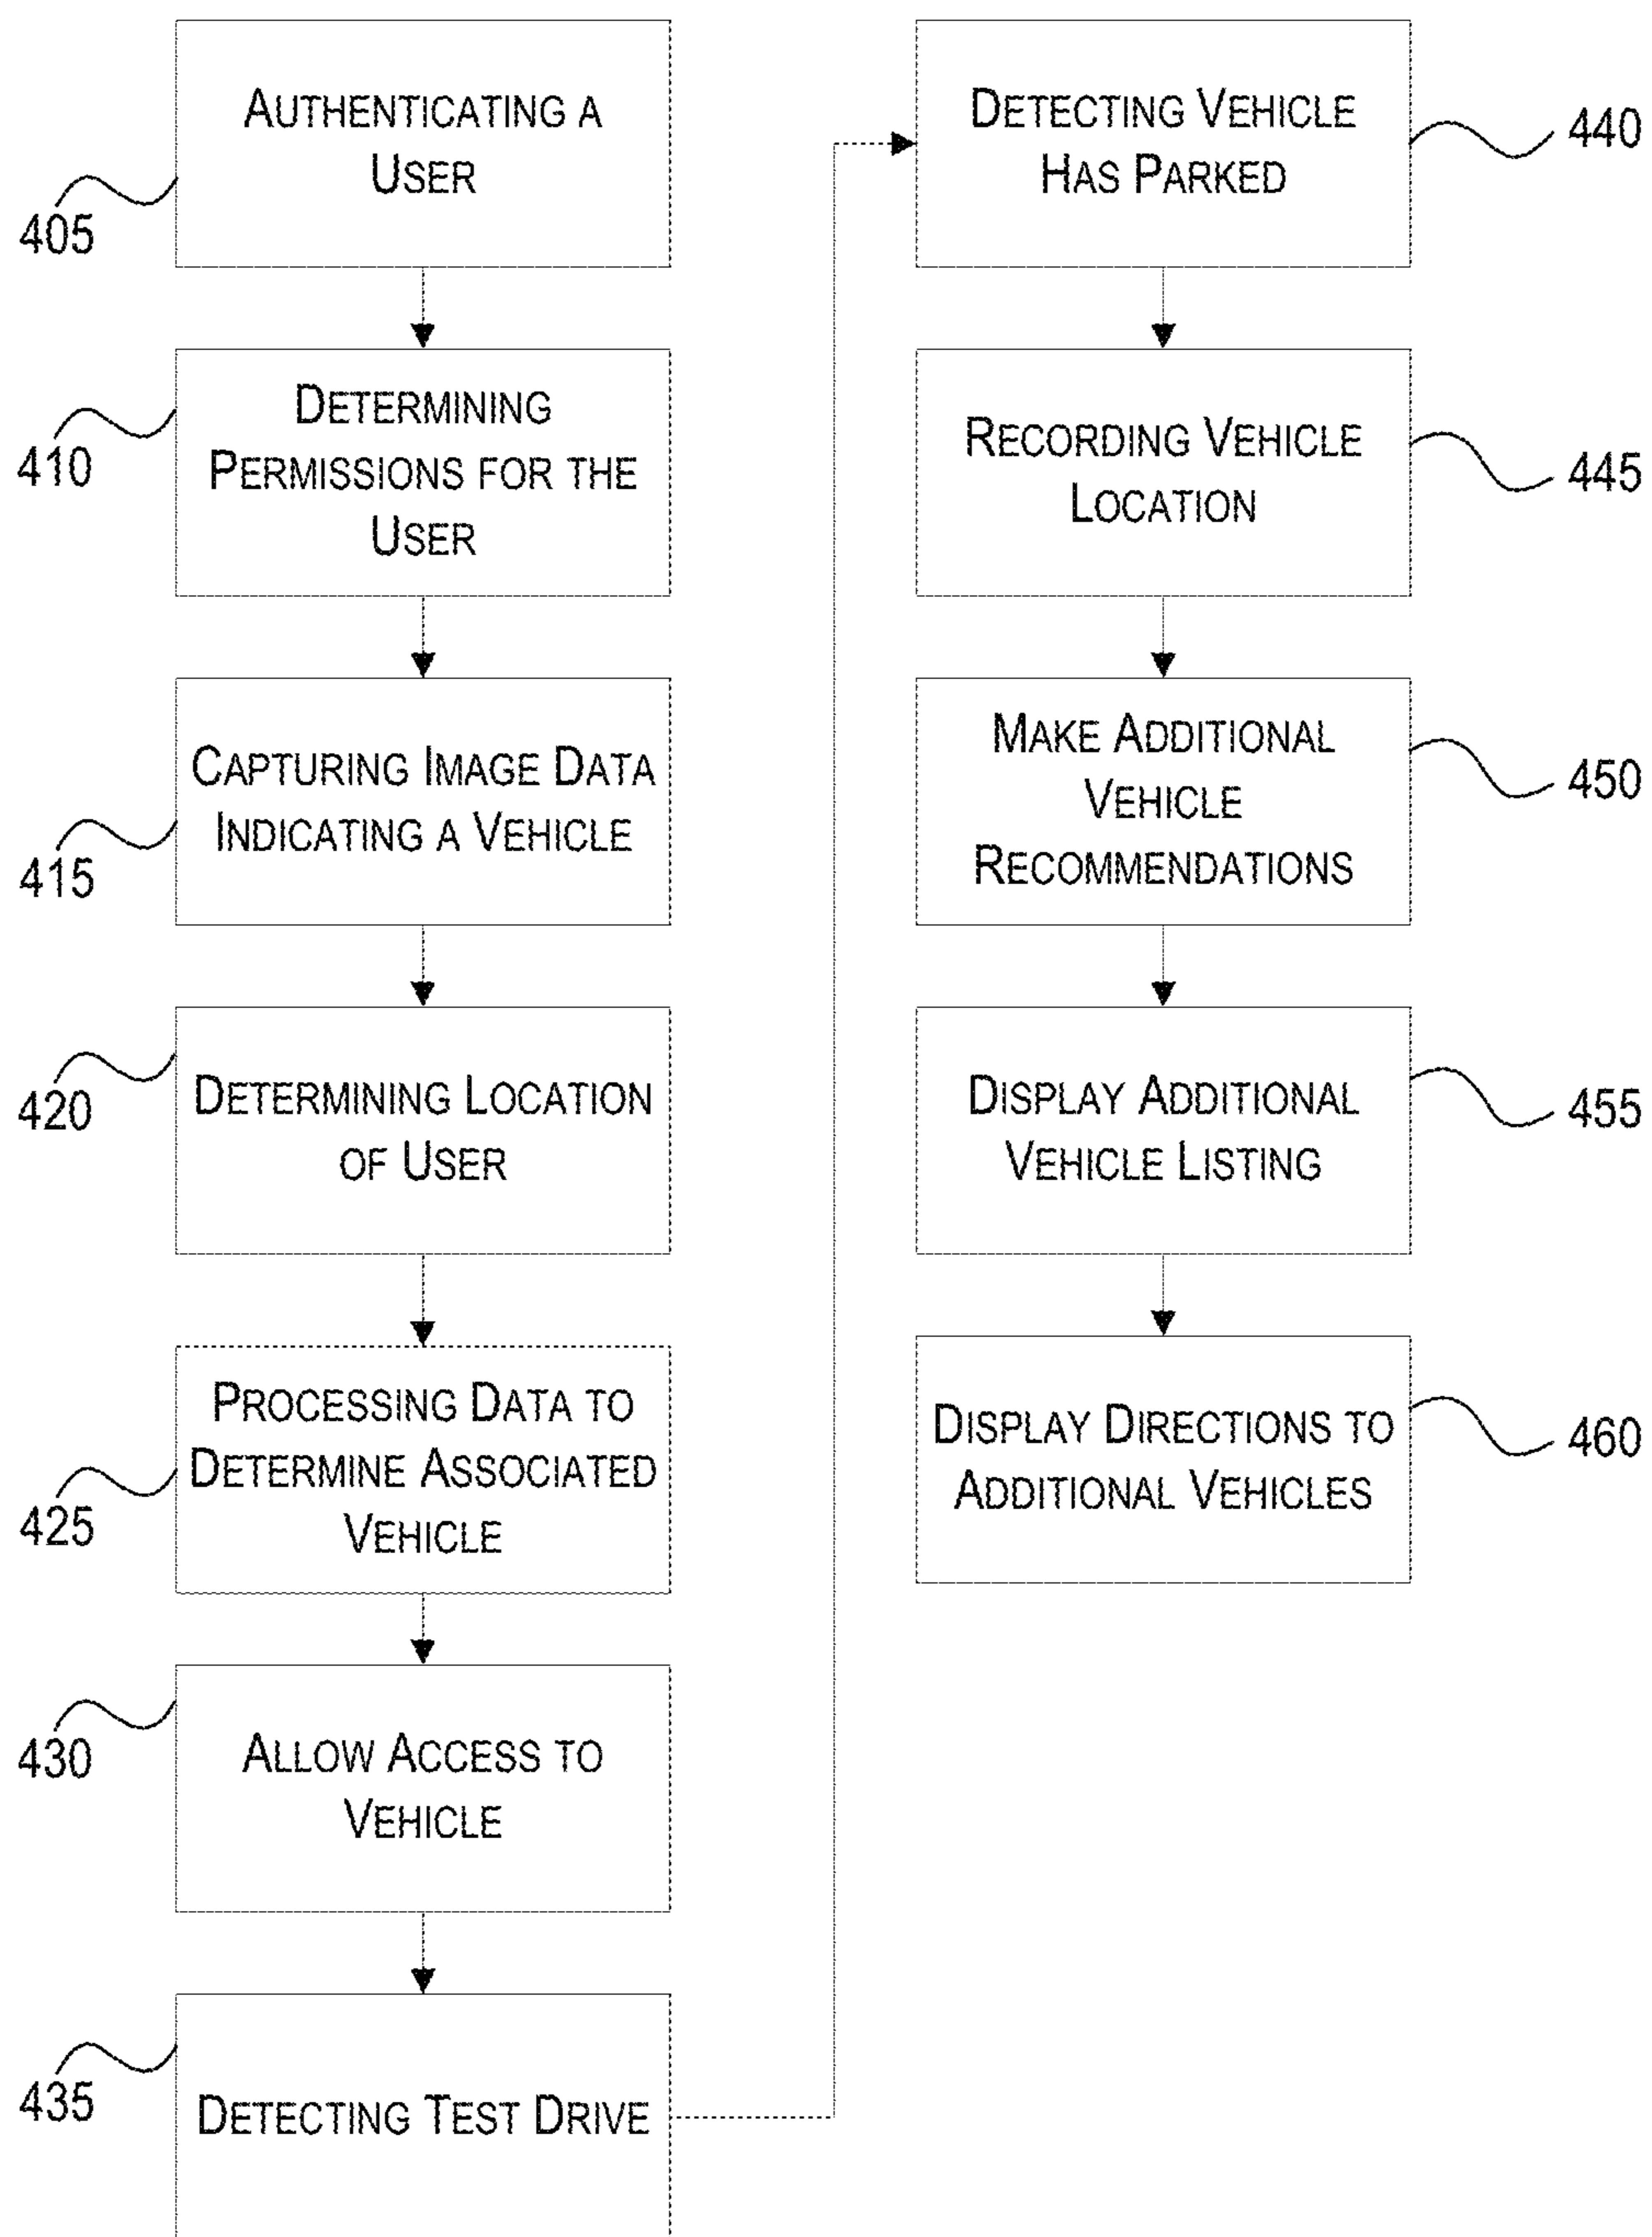 AUTHENTICATING A
USER
405
DETERMINING
PERMISSIONS FOR THE
USER
410
CAPTURING IMAGE DATA
INDICATING A VEHICLE
415
DETERMINING LOCATION
OF USER
420
PROCESSING DATA TO
DETERMINE ASSOCIATED
VEHICLE
425
ALLOW ACCESS TO
VEHICLE
430
DETECTING TEST DRIVE
435
DETECTING VEHICLE
HAS PARKED
440
RECORDING VEHICLE
LOCATION
445
MAKE ADDITIONAL
VEHICLE
RECOMMENDATIONS
450
DISPLAY ADDITIONAL
VEHICLE LISTING
455
DISPLAY DIRECTIONS TO
ADDITIONAL VEHICLES
460